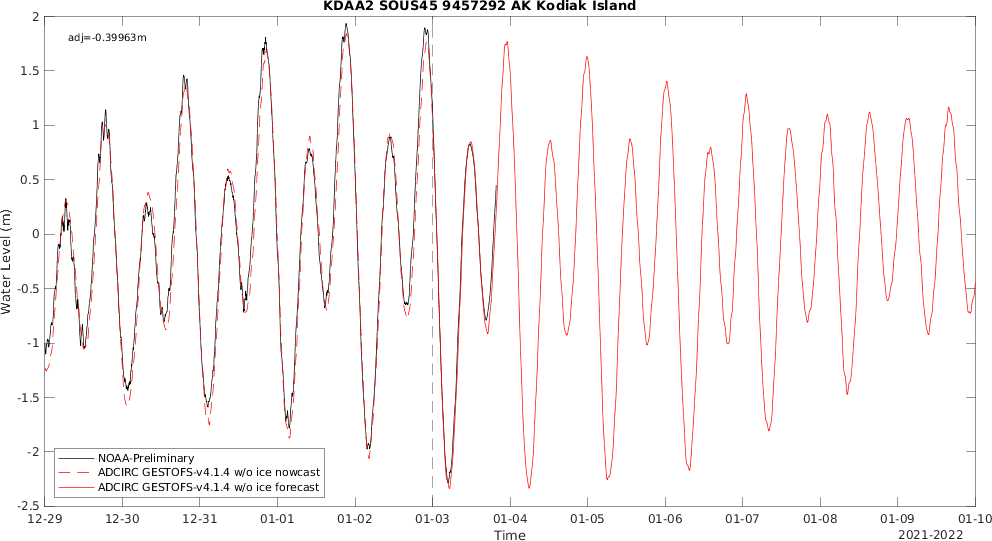 KDAA2 SOUS45 9457292 AK Kodiak Island
adj=-0.39963m
2
1.5
1
0.5
0
-0.5
-1
-1.5
-2
-2.5
Water Level (m)
NOAA-Preliminary
ADCIRC GESTOFS-v4.1.4 w/o ice nowcast
ADCIRC GESTOFS-v4.1.4 w/o ice forecast
12-29 12-30 12-31 01-01 01-02 01-03 01-04 01-05 01-06 01-07 01-08 01-09 01-10
Time
2021-2022